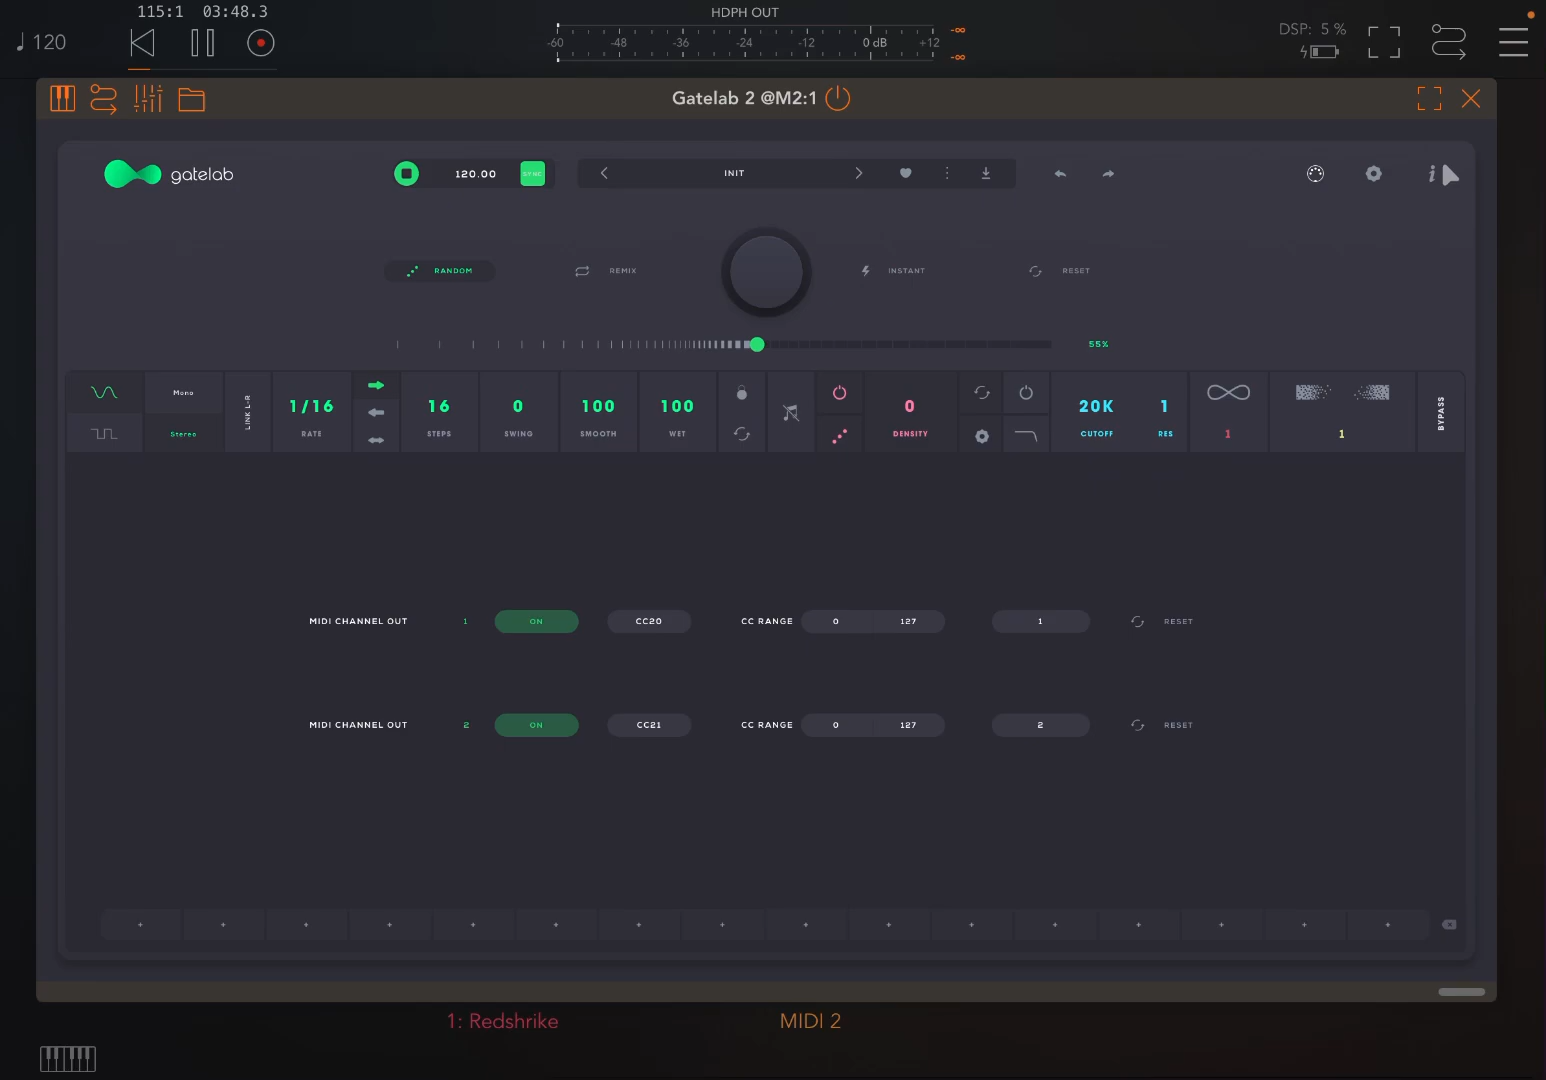 115:1 03:48.3 HDPH OUT
120 -60 -48 -36 -24 -12 0 dB +12 -∞ -∞ DSP: 5 %
Gatelab 2 @M2:1
gatelab 120.00 SYNC INIT i
RANDOM REMIX INSTANT RESET
55%
Mono Stereo LINK L-R 1/16 RATE 16 STEPS 0 SWING 100 SMOOTH 100 WET 0 DENSITY 20K CUTOFF 1 RES 1 1 BYPASS
MIDI CHANNEL OUT 1 ON CC20 CC RANGE 0 127 1 RESET
MIDI CHANNEL OUT 2 ON CC21 CC RANGE 0 127 2 RESET
+ + + + + + + + + + + + + + + +
1: Redshrike MIDI 2